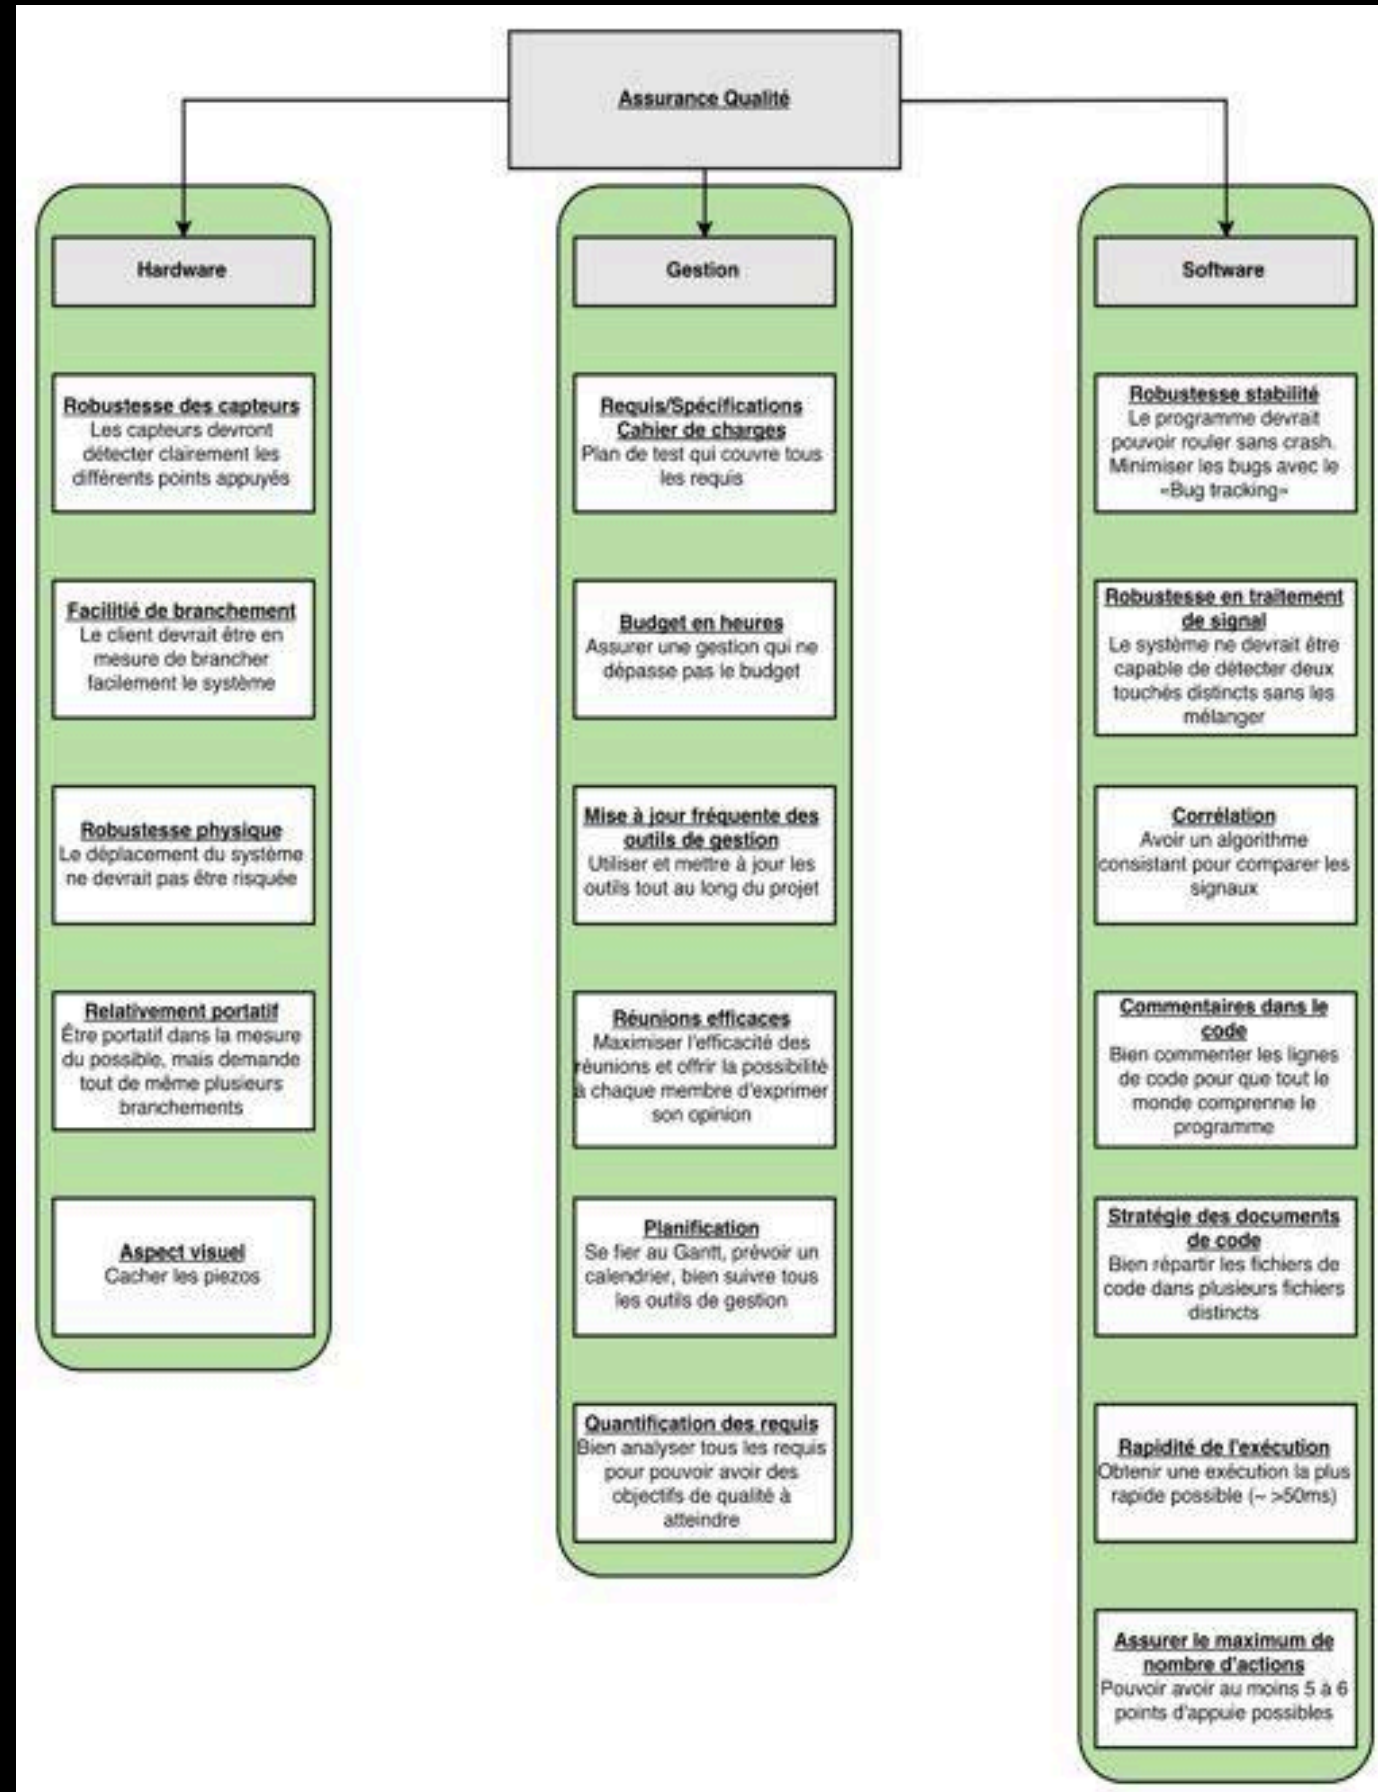 Assurance Qualité
Hardware
Robustesse des capteurs
Les capteurs devront
détecter clairement les
différents points appuyés
Facilitié de branchement
Le client devrait être en
mesure de brancher
facilement le système
Robustesse physique
Le déplacement du système
ne devrait pas être risquée
Relativement portatif
Être portatif dans la mesure
du possible, mais demande
tout de même plusieurs
branchements
Aspect visuel
Cacher les piezos
Gestion
Requis/Spécifications
Cahier de charges
Plan de test qui couvre tous
les requis
Budget en heures
Assurer une gestion qui ne
dépasse pas le budget
Mise à jour fréquente des
outils de gestion
Utiliser et mettre à jour les
outils tout au long du projet
Réunions efficaces
Maximiser l'efficacité des
réunions et offrir la possibilité
à chaque membre d'exprimer
son opinion
Planification
Se fier au Gantt, prévoir un
calendrier, bien suivre tous
les outils de gestion
Quantification des requis
Bien analyser tous les requis
pour pouvoir avoir des
objectifs de qualité à
atteindre
Software
Robustesse stabilité
Le programme devrait
pouvoir rouler sans crash.
Minimiser les bugs avec le
«Bug tracking»
Robustesse en traitement
de signal
Le système ne devrait être
capable de détecter deux
touchés distincts sans les
mélanger
Corrélation
Avoir un algorithme
consistant pour comparer les
signaux
Commentaires dans le
code
Bien commenter les lignes
de code pour que tout le
monde comprenne le
programme
Stratégie des documents
de code
Bien répartir les fichiers de
code dans plusieurs fichiers
distincts
Rapidité de l'exécution
Obtenir une exécution la plus
rapide possible (~ >50ms)
Assurer le maximum de
nombre d'actions
Pouvoir avoir au moins 5 à 6
points d'appuie possibles